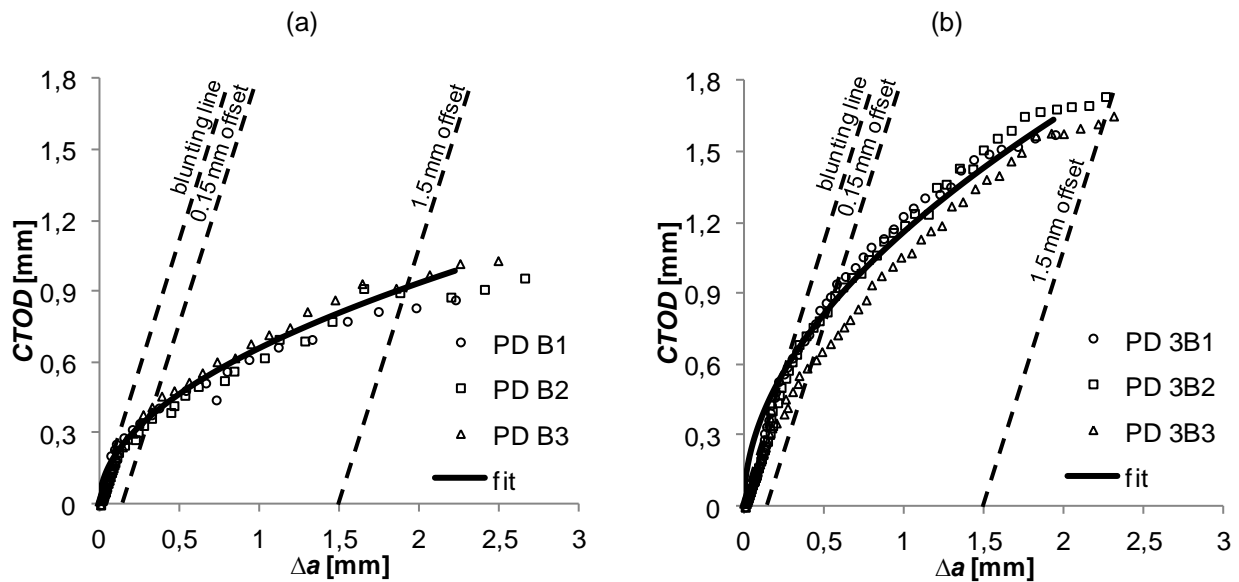 (a)
CTOD [mm]
1,8
1,5
1,2
0,9
0,6
0,3
0
blunting line
0.15 mm offset
1.5 mm offset
PD B1
PD B2
PD B3
fit
0 0,5 1 1,5 2 2,5 3
Δa [mm]
(b)
CTOD [mm]
1,8
1,5
1,2
0,9
0,6
0,3
0
blunting line
0.15 mm offset
1.5 mm offset
PD 3B1
PD 3B2
PD 3B3
fit
0 0,5 1 1,5 2 2,5 3
Δa [mm]